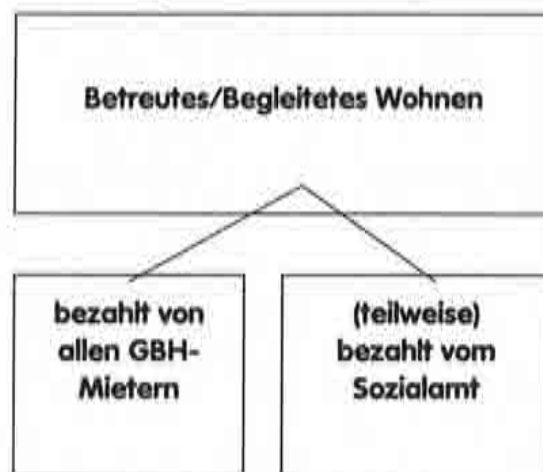 Betreutes/Begleitetes Wohnen
bezahlt von
allen GBH-
Mietern
(teilweise)
bezahlt vom
Sozialamt